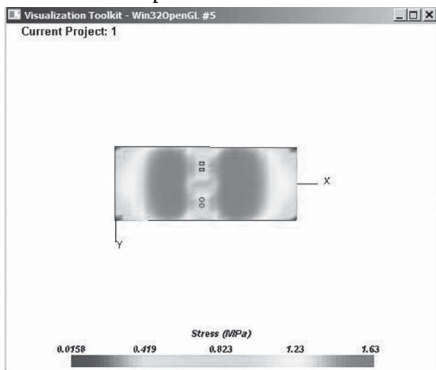 Visualization Toolkit - Win32OpenGL #5
Current Project: 1
X
Y
Stress (MPa)
0.0158 0.419 0.823 1.23 1.63